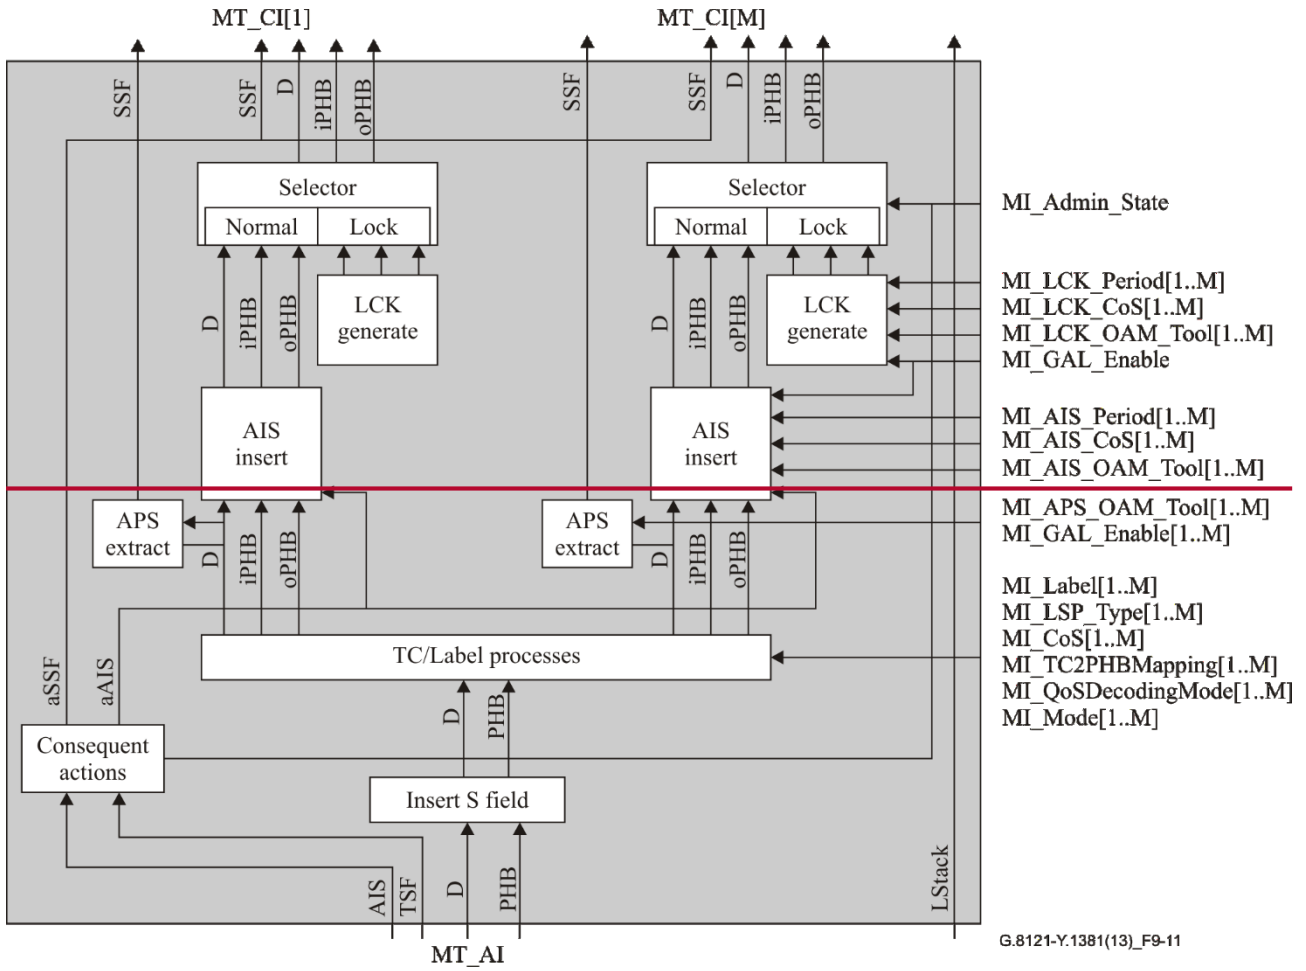 MT_CI[1] MT_CI[M]
SSF SSF D iPHB oPHB SSF SSF D iPHB oPHB
Selector Selector
Normal Lock Normal Lock
MI_Admin_State
LCK generate
LCK generate
D iPHB oPHB D iPHB oPHB
MI_LCK_Period[1..M]
MI_LCK_CoS[1..M]
MI_LCK_OAM_Tool[1..M]
MI_GAL_Enable
AIS insert
AIS insert
MI_AIS_Period[1..M]
MI_AIS_CoS[1..M]
MI_AIS_OAM_Tool[1..M]
APS extract
APS extract
D iPHB oPHB D iPHB oPHB
MI_APS_OAM_Tool[1..M]
MI_GAL_Enable[1..M]
MI_Label[1..M]
MI_LSP_Type[1..M]
MI_CoS[1..M]
MI_TC2PHBMapping[1..M]
MI_QoSDecodingMode[1..M]
MI_Mode[1..M]
TC/Label processes
aSSF aAIS D PHB
Consequent
actions
Insert S field
AIS TSF D PHB LStack
MT_AI
G.8121-Y.1381(13)_F9-11